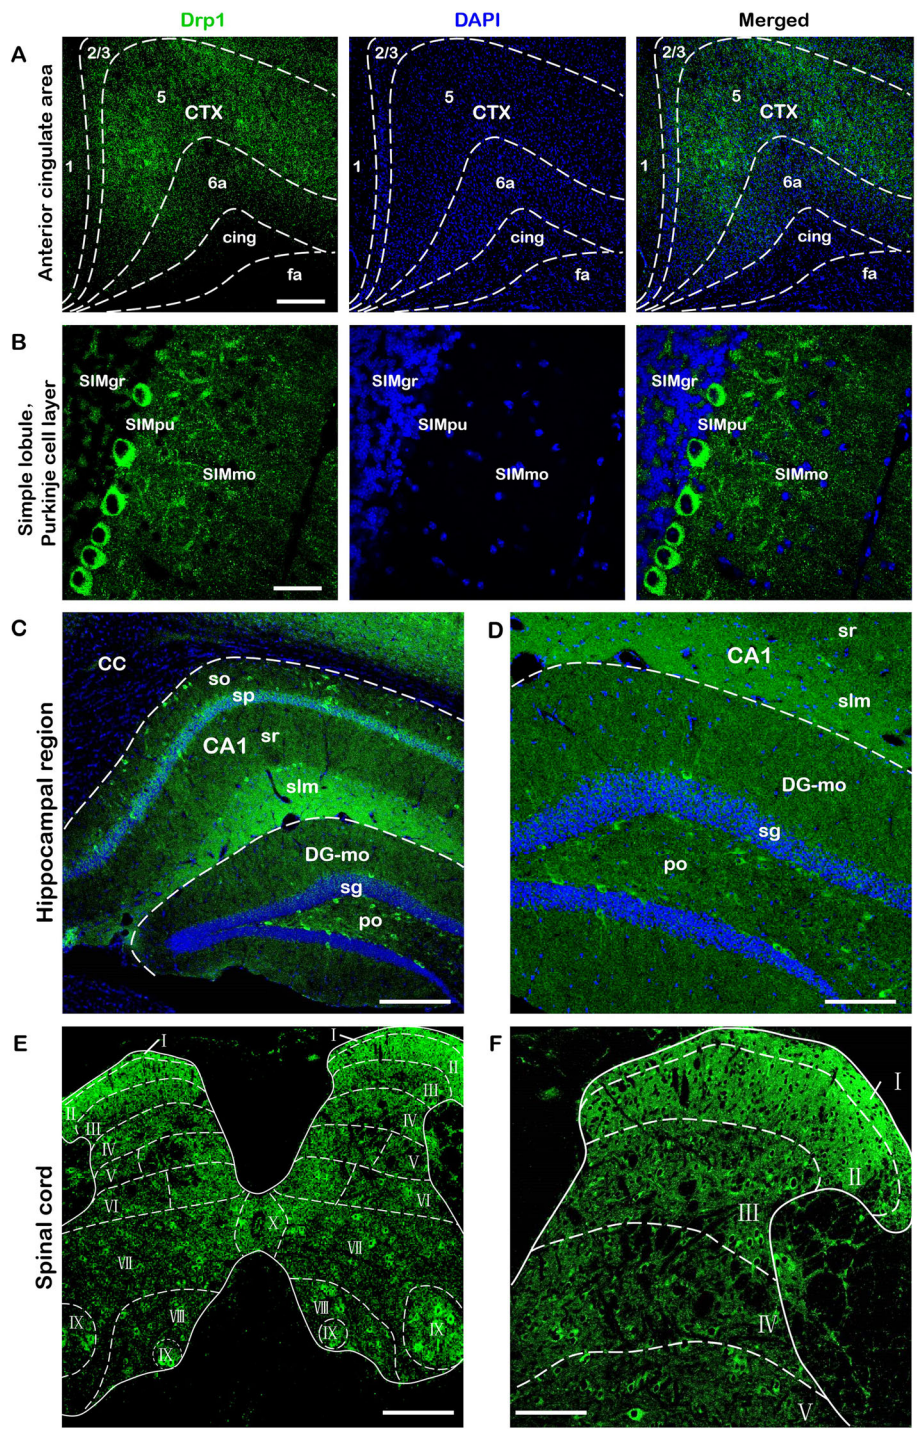 Drp1 DAPI Merged
A
Anterior cingulate area
2/3 2/3 2/3
5 5 5
CTX CTX CTX
1 1 1
6a 6a 6a
cing cing cing
fa fa fa
B
Simple lobule,
Purkinje cell layer
SIMgr SIMgr SIMgr
SIMpu SIMpu SIMpu
SIMmo SIMmo SIMmo
Hippocampal region
C
CC
so
sp
sr
CA1
slm
DG-mo
sg
po
D
sr
CA1
slm
DG-mo
sg
po
Spinal cord
E
I I
II II
III III
IV IV
V V
VI VI
X
VII VII
VIII VIII
IX IX IX IX
F
I
II
III
IV
V